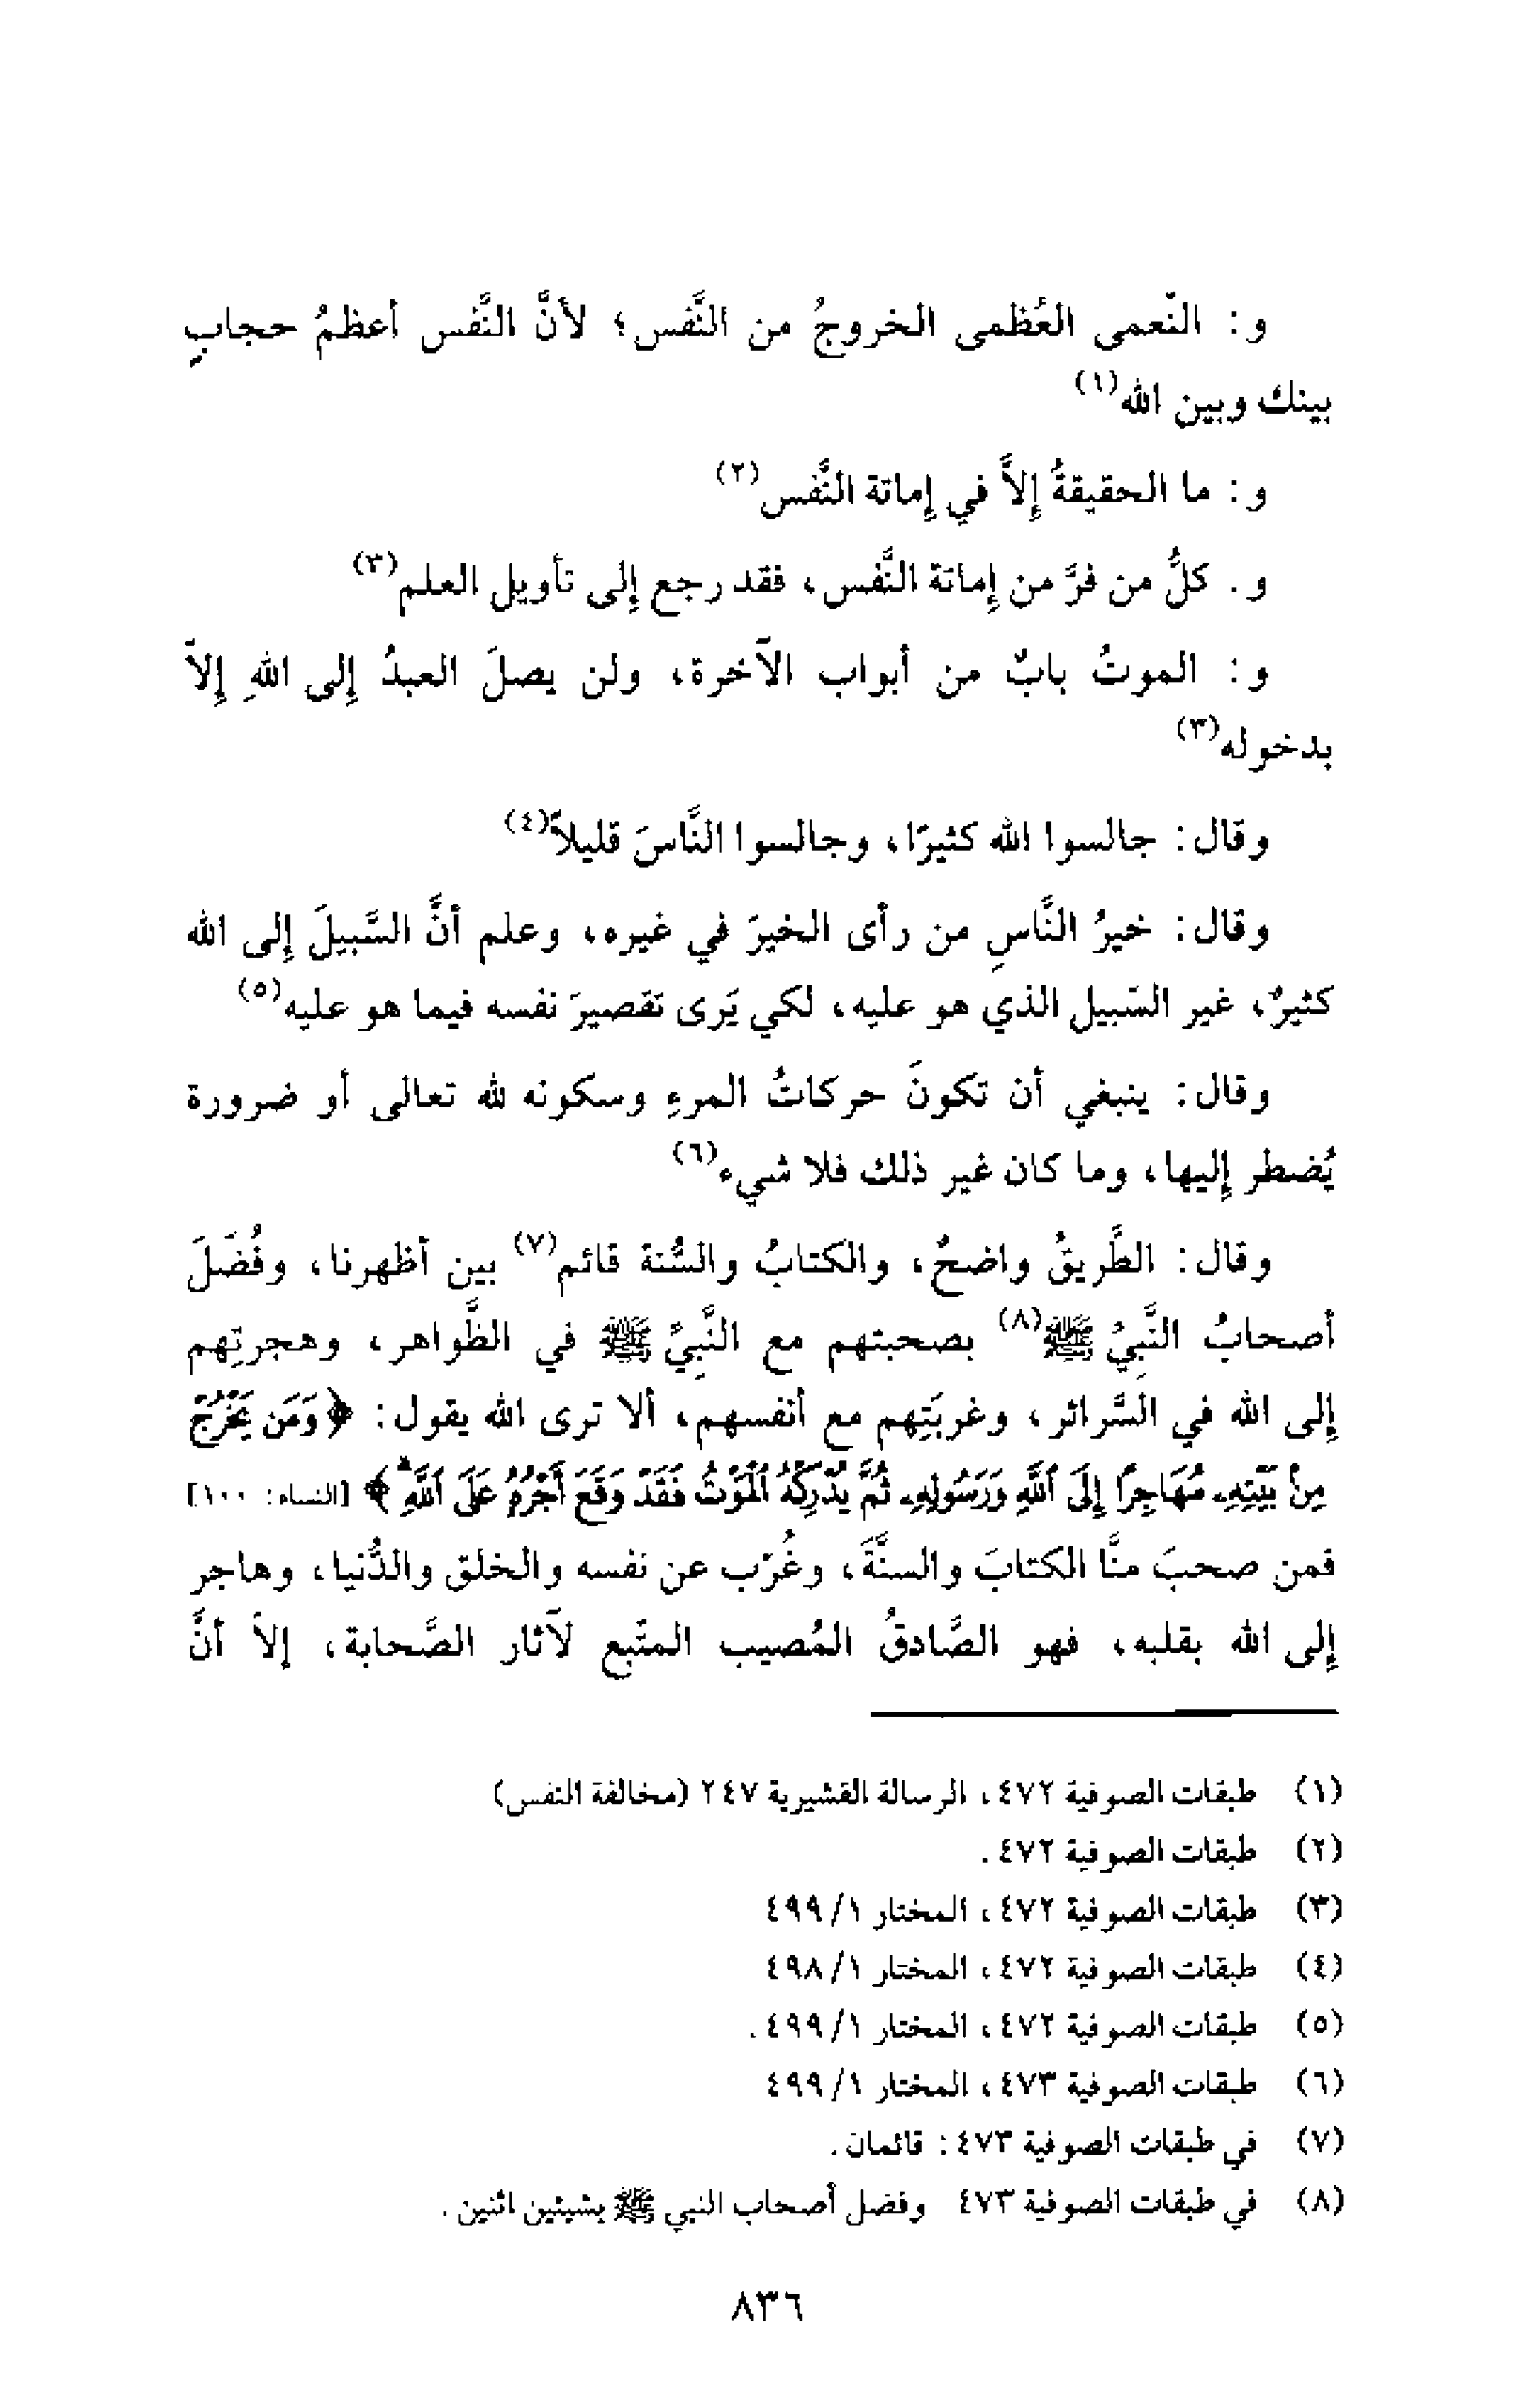 و: النّعمى العُظمى الخروجُ من النَّفس؛ لأنَّ النَّفس أعظمُ حجابٍ
بينك وبين الله(١)
و: ما الحقيقةُ إلاَّ في إماتة النَّفس(٢)
و. كلُّ من فرَّ من إماتة النَّفس، فقد رجع إلى تأويل العلم(٣)
و: الموتُ بابٌ من أبواب الآخرة، ولن يصلَ العبدُ إلى اللهِ إلاّ
بدخوله(٣)
وقال: جالسوا الله كثيرًا، وجالسوا النَّاسَ قليلاً(٤)
وقال: خيرُ النَّاسِ من رأى الخيرَ في غيره، وعلم أنَّ السَّبيلَ إلى الله
كثيرٌ، غير السّبيل الذي هو عليه، لكي يَرى تقصيرَ نفسه فيما هو عليه(٥)
وقال: ينبغي أن تكونَ حركاتُ المرءِ وسكونه لله تعالى أو ضرورة
يُضطر إليها، وما كان غير ذلك فلا شيء(٦)
وقال: الطَّريقُ واضحٌ، والكتابُ والسُّنة قائم(٧) بين أظهرنا، وفُضَلَ
أصحابُ النَّبيِّ ﷺ(٨) بصحبتهم مع النَّبيِّ ﷺ في الظَّواهر، وهجرتِهم
إلى الله في السَّرائر، وغربَتِهم مع أنفسهم، ألا ترى الله يقول: ﴿وَمَن يَخْرُجْ
مِنۢ بَيْتِهِۦ مُهَاجِرًا إِلَى ٱللَّهِ وَرَسُولِهِۦ ثُمَّ يُدْرِكْهُ ٱلْمَوْتُ فَقَدْ وَقَعَ أَجْرُهُۥ عَلَى ٱللَّهِ ۗ﴾ [النساء: ١٠٠]
فمن صحبَ منَّا الكتابَ والسنَّةَ، وغُرّب عن نفسه والخلق والدُّنيا، وهاجر
إلى الله بقلبه، فهو الصَّادقُ المُصيب المتّبع لآثار الصَّحابة، إلاّ أنَّ
(١) طبقات الصوفية ٤٧٢، الرسالة القشيرية ٢٤٧ (مخالفة النفس)
(٢) طبقات الصوفية ٤٧٢.
(٣) طبقات الصوفية ٤٧٢، المختار ١/ ٤٩٩
(٤) طبقات الصوفية ٤٧٢، المختار ١/ ٤٩٨
(٥) طبقات الصوفية ٤٧٢، المختار ١/ ٤٩٩.
(٦) طبقات الصوفية ٤٧٣، المختار ١/ ٤٩٩
(٧) في طبقات الصوفية ٤٧٣: قائمان.
(٨) في طبقات الصوفية ٤٧٣ وفضل أصحاب النبي ﷺ بشيئين اثنين.
٨٣٦